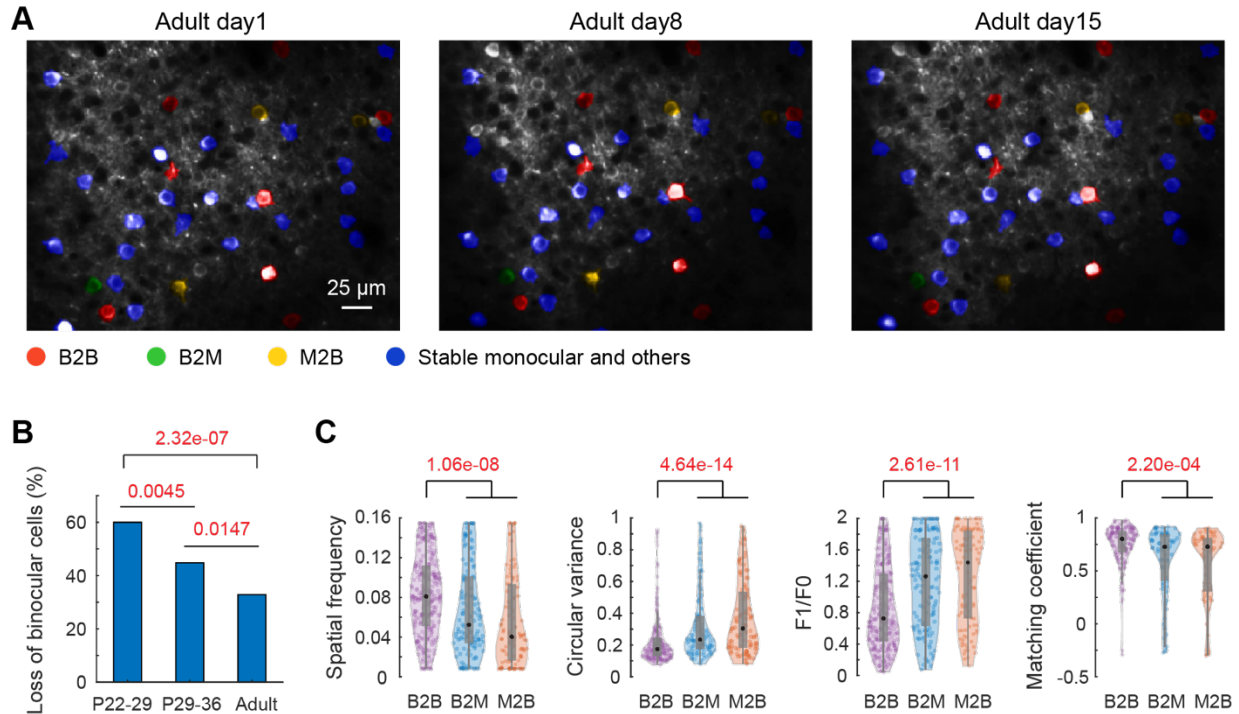 A
Adult day1
Adult day8
Adult day15
25 μm
B2B
B2M
M2B
Stable monocular and others
B
Loss of binocular cells (%)
2.32e-07
0.0045
0.0147
60
40
20
0
P22-29
P29-36
Adult
C
1.06e-08
Spatial frequency
0.16
0.12
0.08
0.04
0
B2B
B2M
M2B
4.64e-14
Circular variance
1
0.8
0.6
0.4
0.2
0
B2B
B2M
M2B
2.61e-11
F1/F0
2
1.6
1.2
0.8
0.4
0
B2B
B2M
M2B
2.20e-04
Matching coefficient
1
0.5
0
-0.5
B2B
B2M
M2B